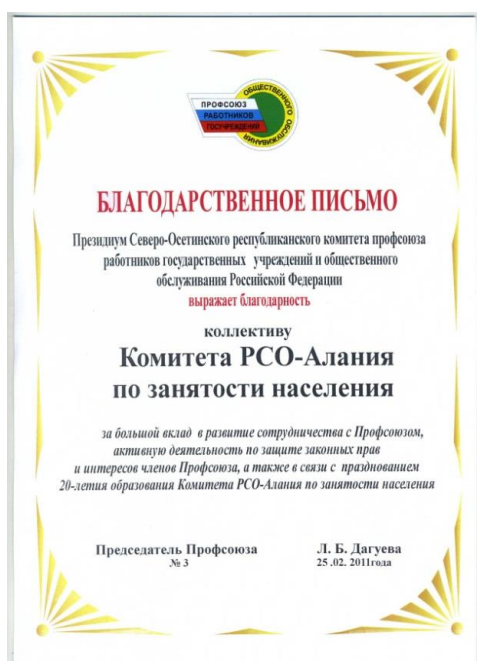 ПРОФСОЮЗ
РАБОТНИКОВ
ГОСУЧРЕЖДЕНИЙ
ОБЩЕСТВЕННОГО
ОБСЛУЖИВАНИЯ
БЛАГОДАРСТВЕННОЕ ПИСЬМО
Президиум Северо-Осетинского республиканского комитета профсоюза
работников государственных учреждений и общественного
обслуживания Российской Федерации
выражает благодарность
коллективу
Комитета РСО-Алания
по занятости населения
за большой вклад в развитие сотрудничества с Профсоюзом,
активную деятельность по защите законных прав
и интересов членов Профсоюза, а также в связи с празднованием
20-летия образования Комитета РСО-Алания по занятости населения
Председатель Профсоюза Л. Б. Дагуева
№ 3 25 .02. 2011года